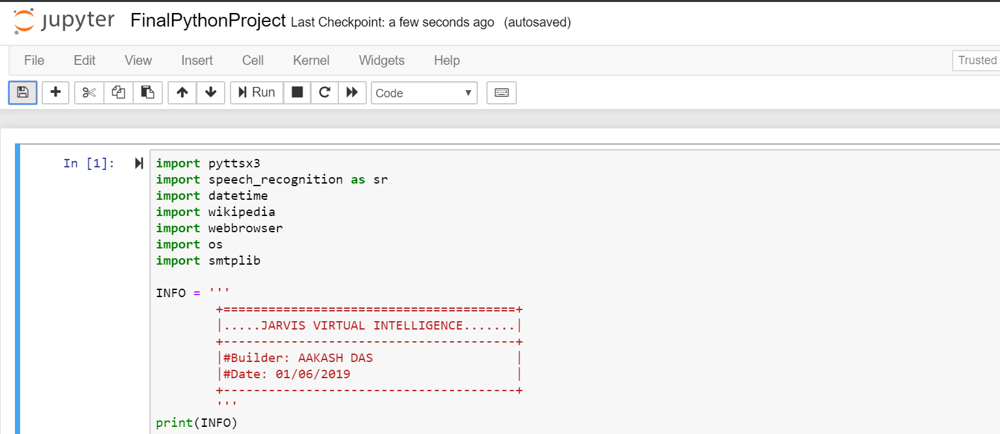 jupyter FinalPythonProject Last Checkpoint: a few seconds ago (autosaved)
File Edit View Insert Cell Kernel Widgets Help Trusted
Run Code
In [1]: import pyttsx3
import speech_recognition as sr
import datetime
import wikipedia
import webbrowser
import os
import smtplib
INFO = '''
+=======================================+
|.....JARVIS VIRTUAL INTELLIGENCE.......|
+---------------------------------------+
|#Builder: AAKASH DAS                   |
|#Date: 01/06/2019                      |
+---------------------------------------+
'''
print(INFO)